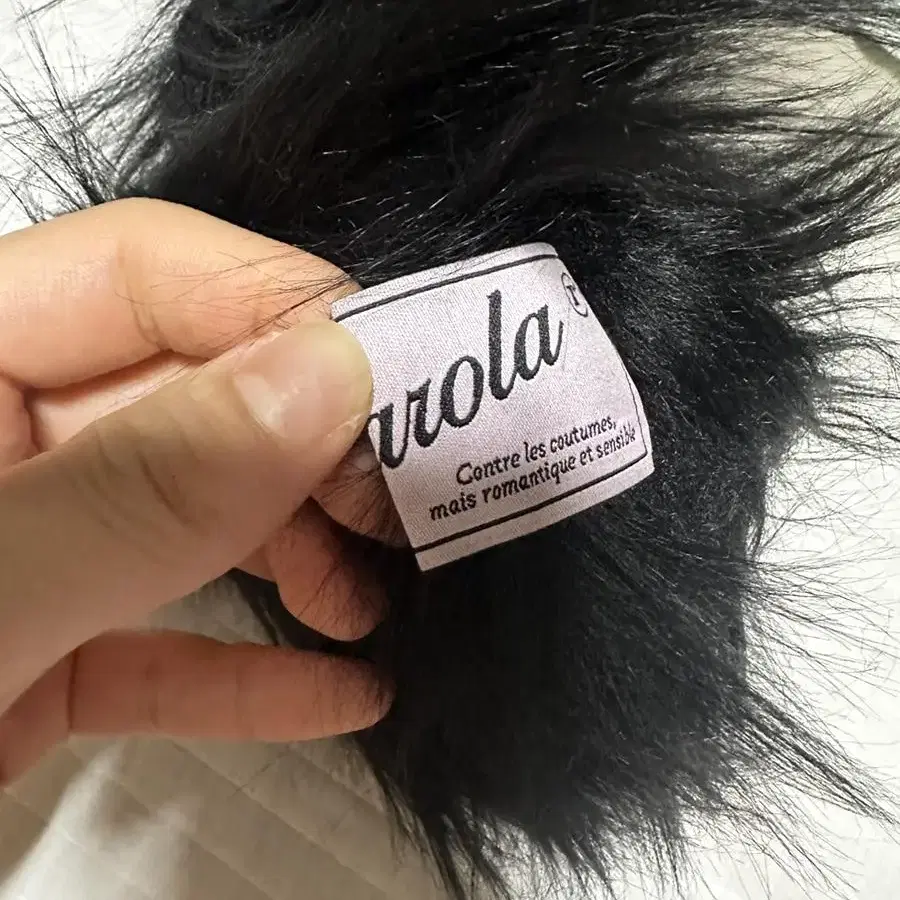 arola
Contre les coutumes,
mais romantique et sensible